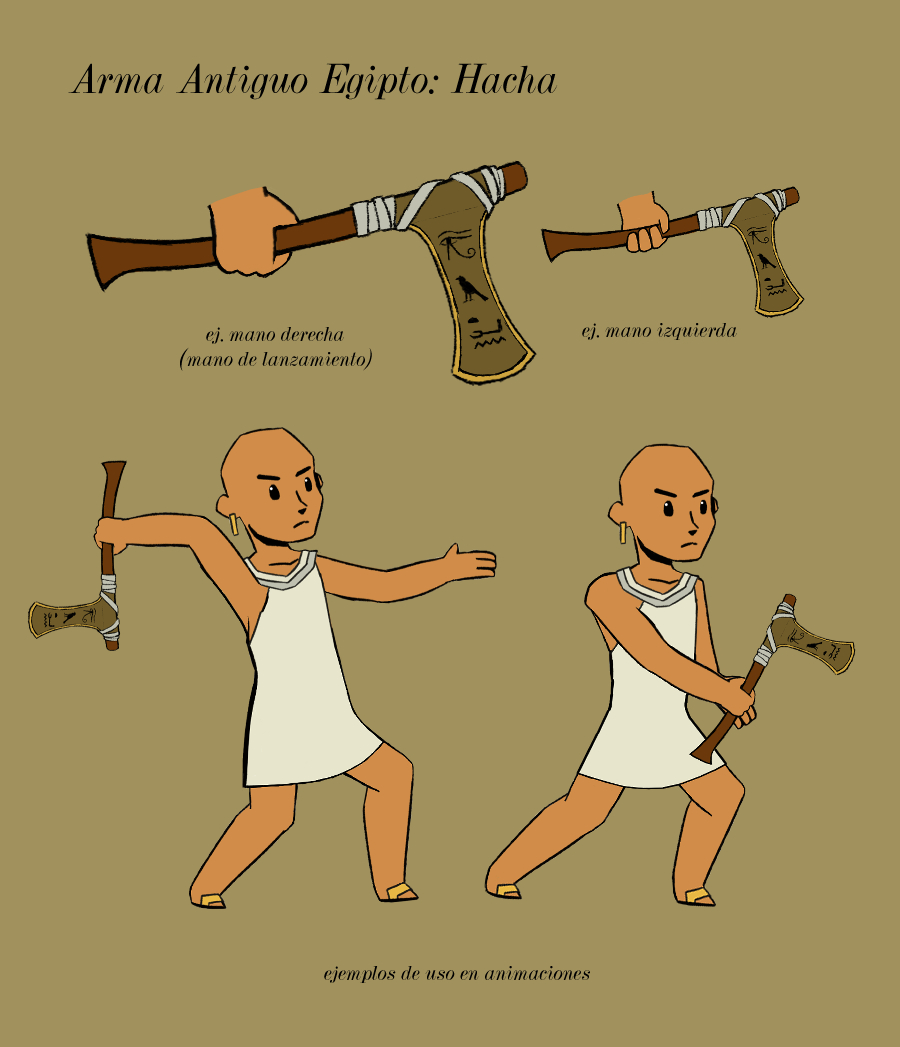 Arma Antiguo Egipto: Hacha
ej. mano derecha
(mano de lanzamiento)
ej. mano izquierda
ejemplos de uso en animaciones